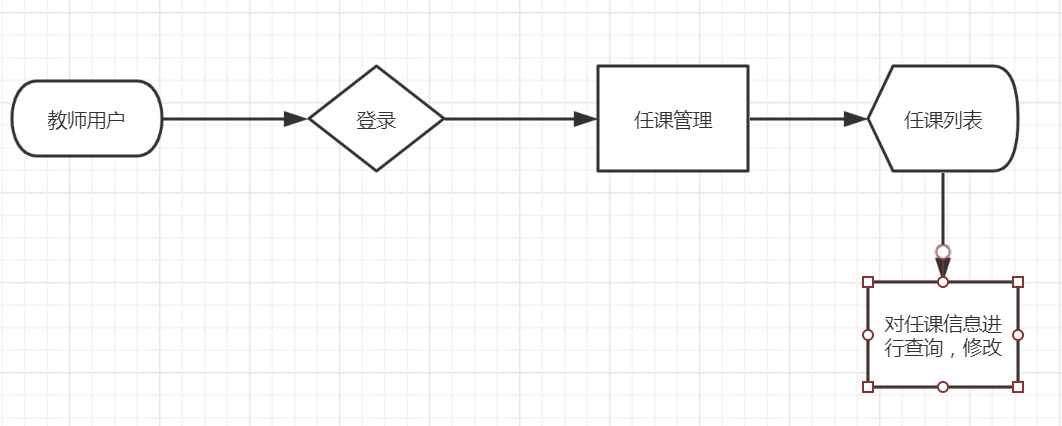 教师用户
登录
任课管理
任课列表
对任课信息进
行查询，修改